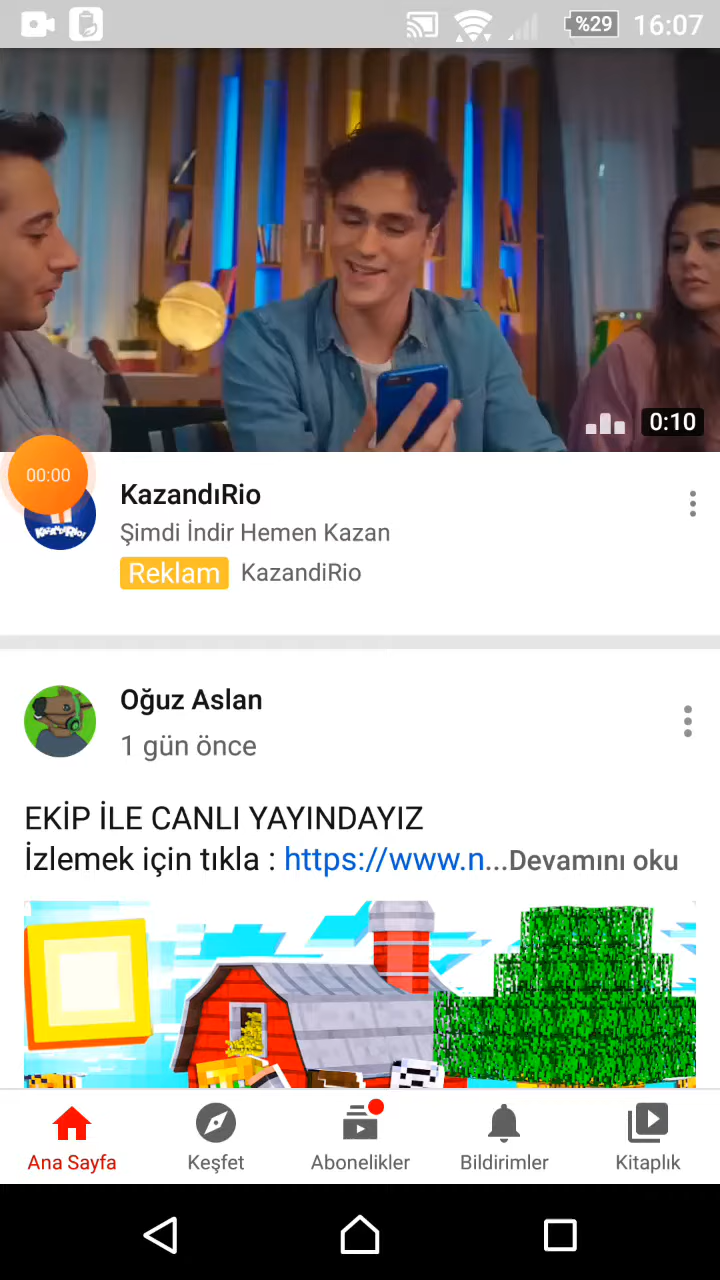 %29 16:07
0:10
00:00
KazandıRio
KazandıRio
Şimdi İndir Hemen Kazan
Reklam KazandiRio
Oğuz Aslan
1 gün önce
EKİP İLE CANLI YAYINDAYIZ
İzlemek için tıkla : https://www.n...Devamını oku
Ana Sayfa Keşfet Abonelikler Bildirimler Kitaplık